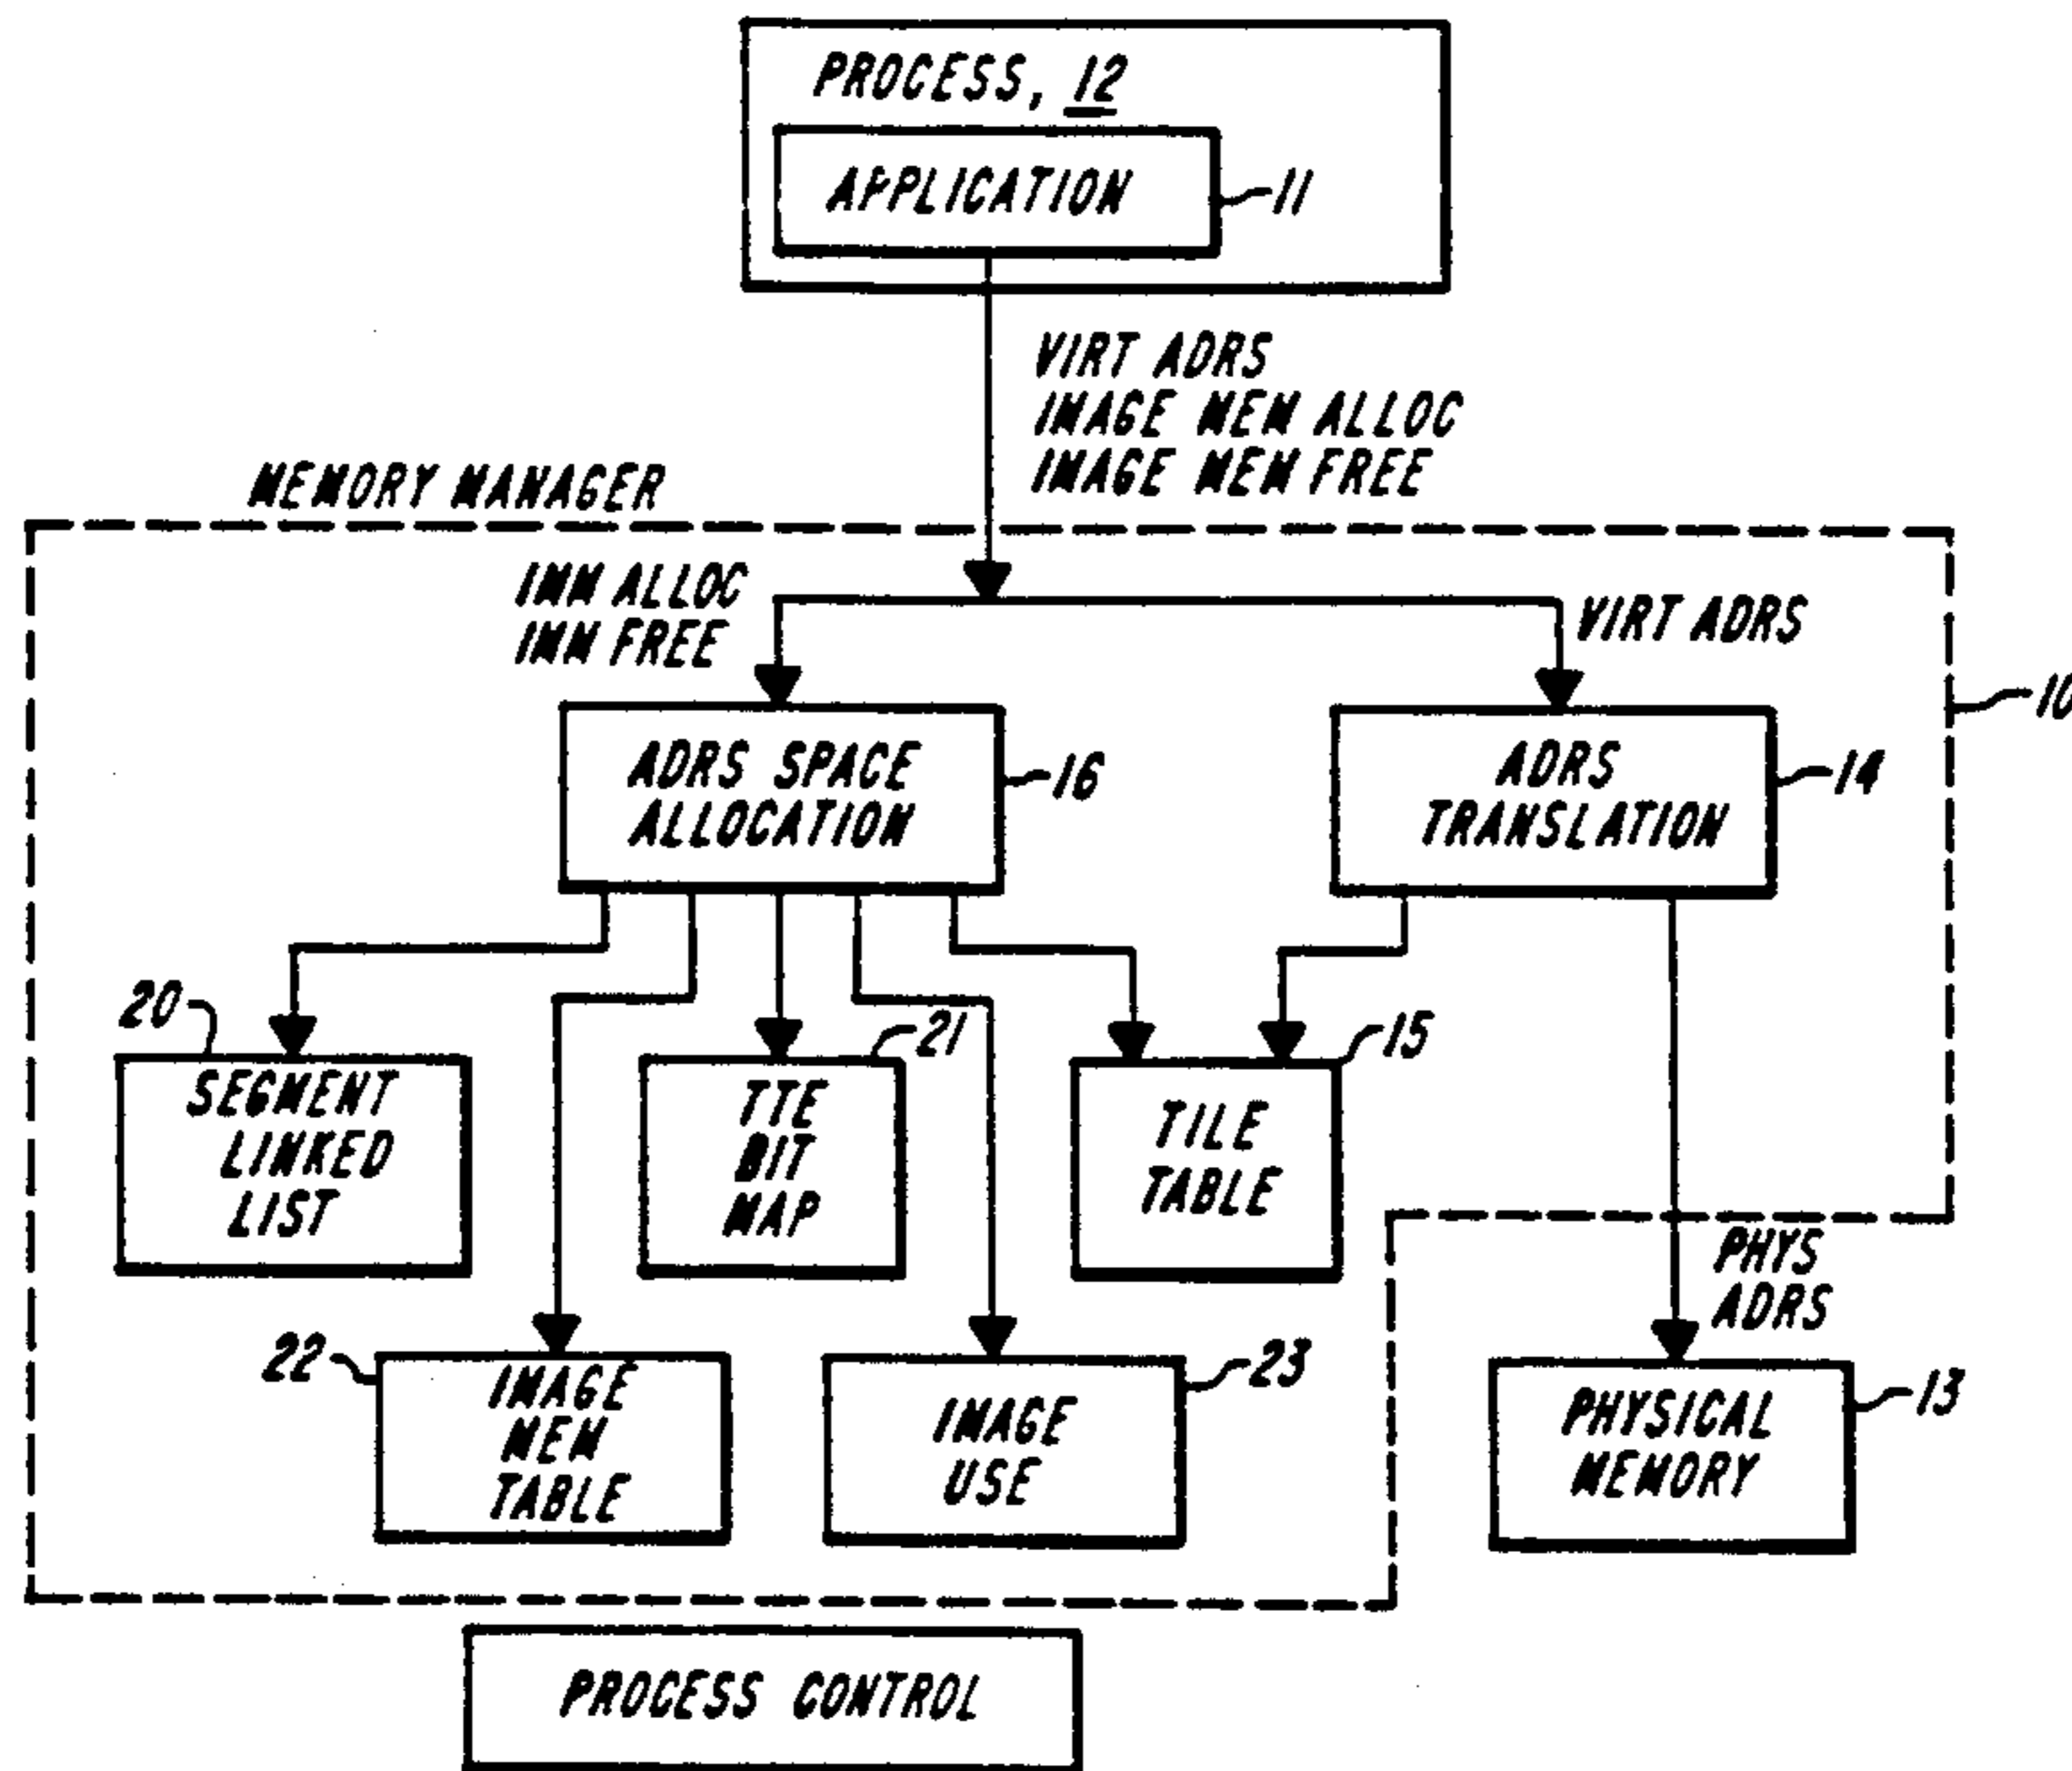 PROCESS, 12
APPLICATION
11
VIRT ADRS
IMAGE MEM ALLOC
IMAGE MEM FREE
MEMORY MANAGER
IMM ALLOC
IMM FREE
VIRT ADRS
10
ADRS SPACE
ALLOCATION
16
ADRS
TRANSLATION
14
20
SEGMENT
LINKED
LIST
21
TTE
BIT
MAP
15
TILE
TABLE
PHYS
ADRS
22
IMAGE
MEM
TABLE
23
IMAGE
USE
13
PHYSICAL
MEMORY
PROCESS CONTROL